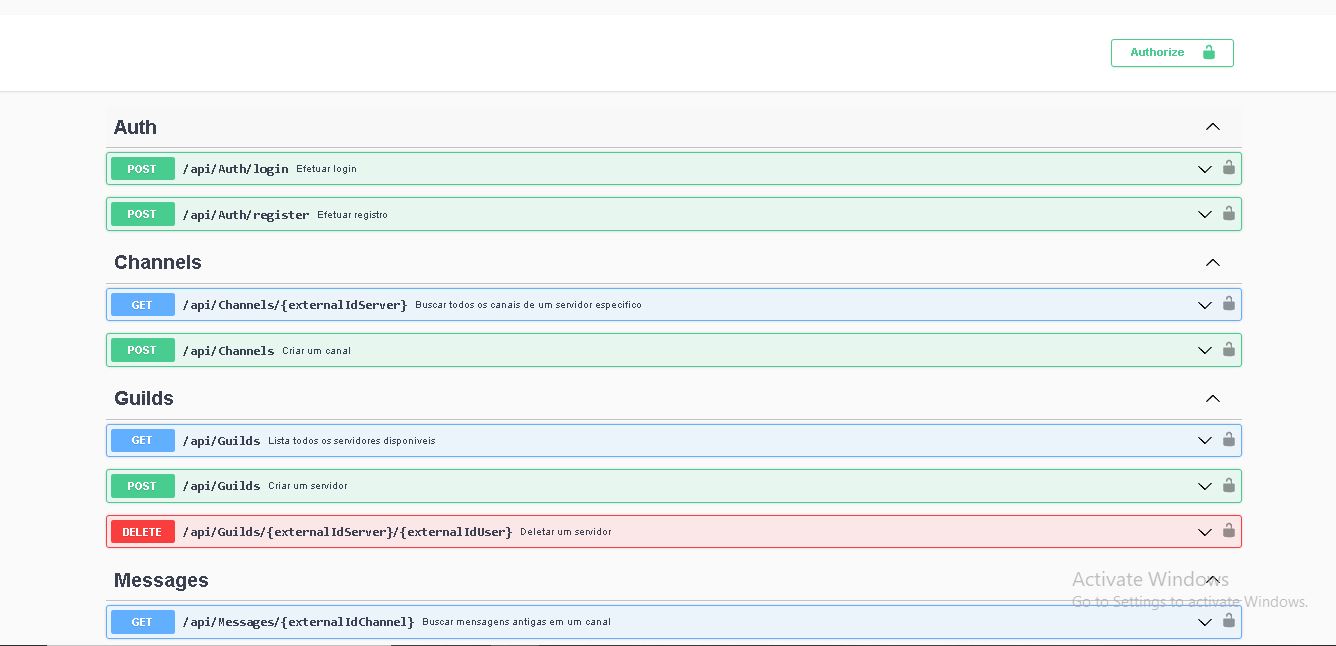 Authorize
Auth
POST /api/Auth/login Efetuar login
POST /api/Auth/register Efetuar registro
Channels
GET /api/Channels/{externalIdServer} Buscar todos os canais de um servidor especifico
POST /api/Channels Criar um canal
Guilds
GET /api/Guilds Lista todos os servidores disponiveis
POST /api/Guilds Criar um servidor
DELETE /api/Guilds/{externalIdServer}/{externalIdUser} Deletar um servidor
Messages
Activate Windows
Go to Settings to activate Windows.
GET /api/Messages/{externalIdChannel} Buscar mensagens antigas em um canal